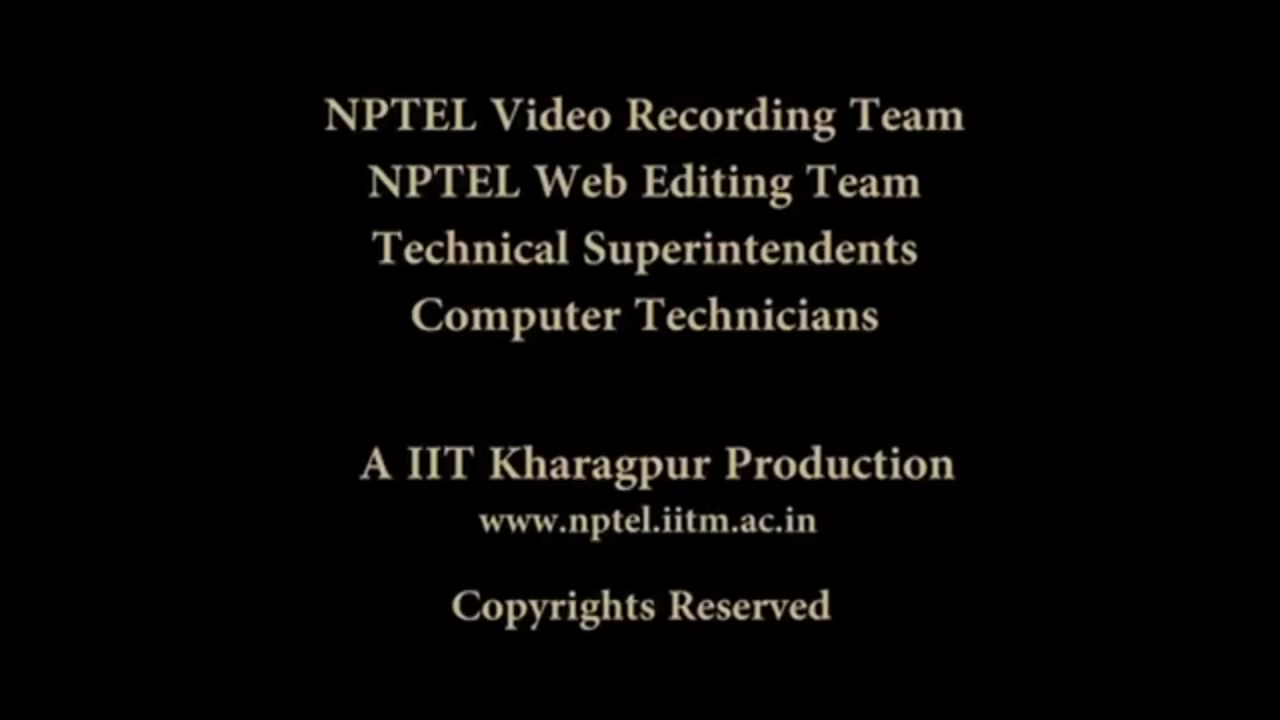 NPTEL Video Recording Team
NPTEL Web Editing Team
Technical Superintendents
Computer Technicians
A IIT Kharagpur Production
www.nptel.iitm.ac.in
Copyrights Reserved